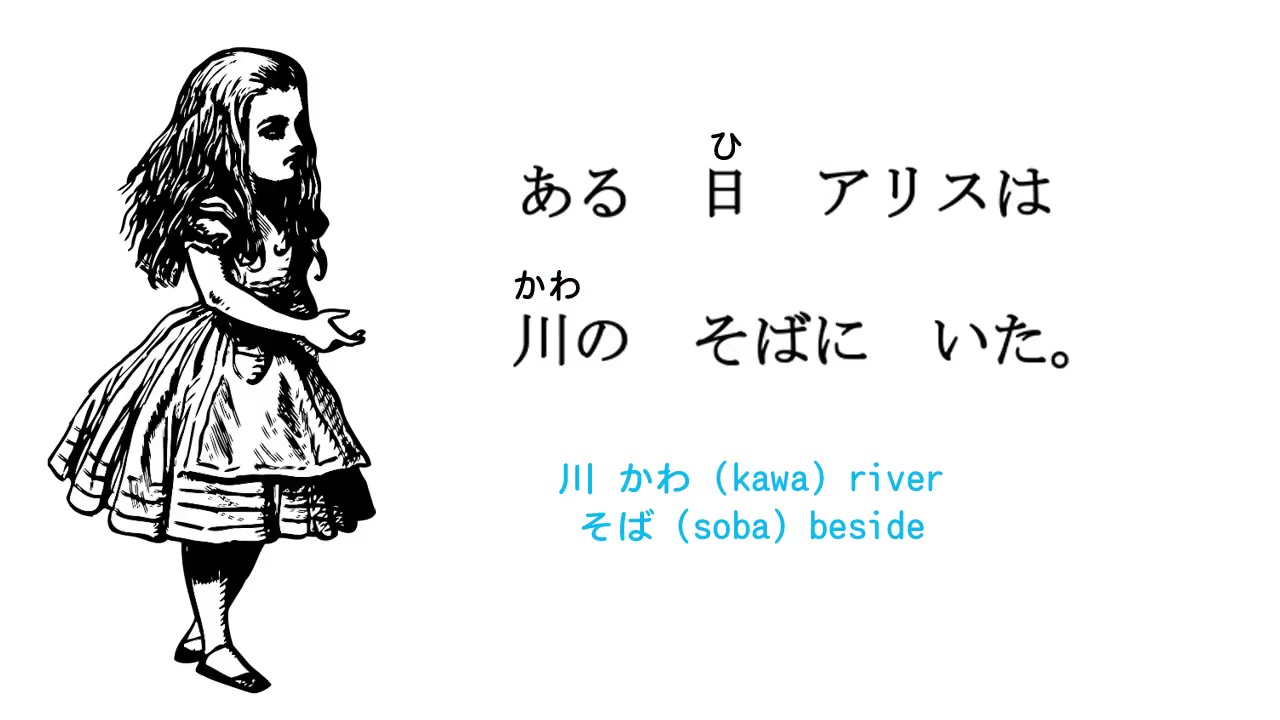 ひ
ある　日　アリスは
かわ
川の　そばに　いた。
川 かわ (kawa) river
そば (soba) beside